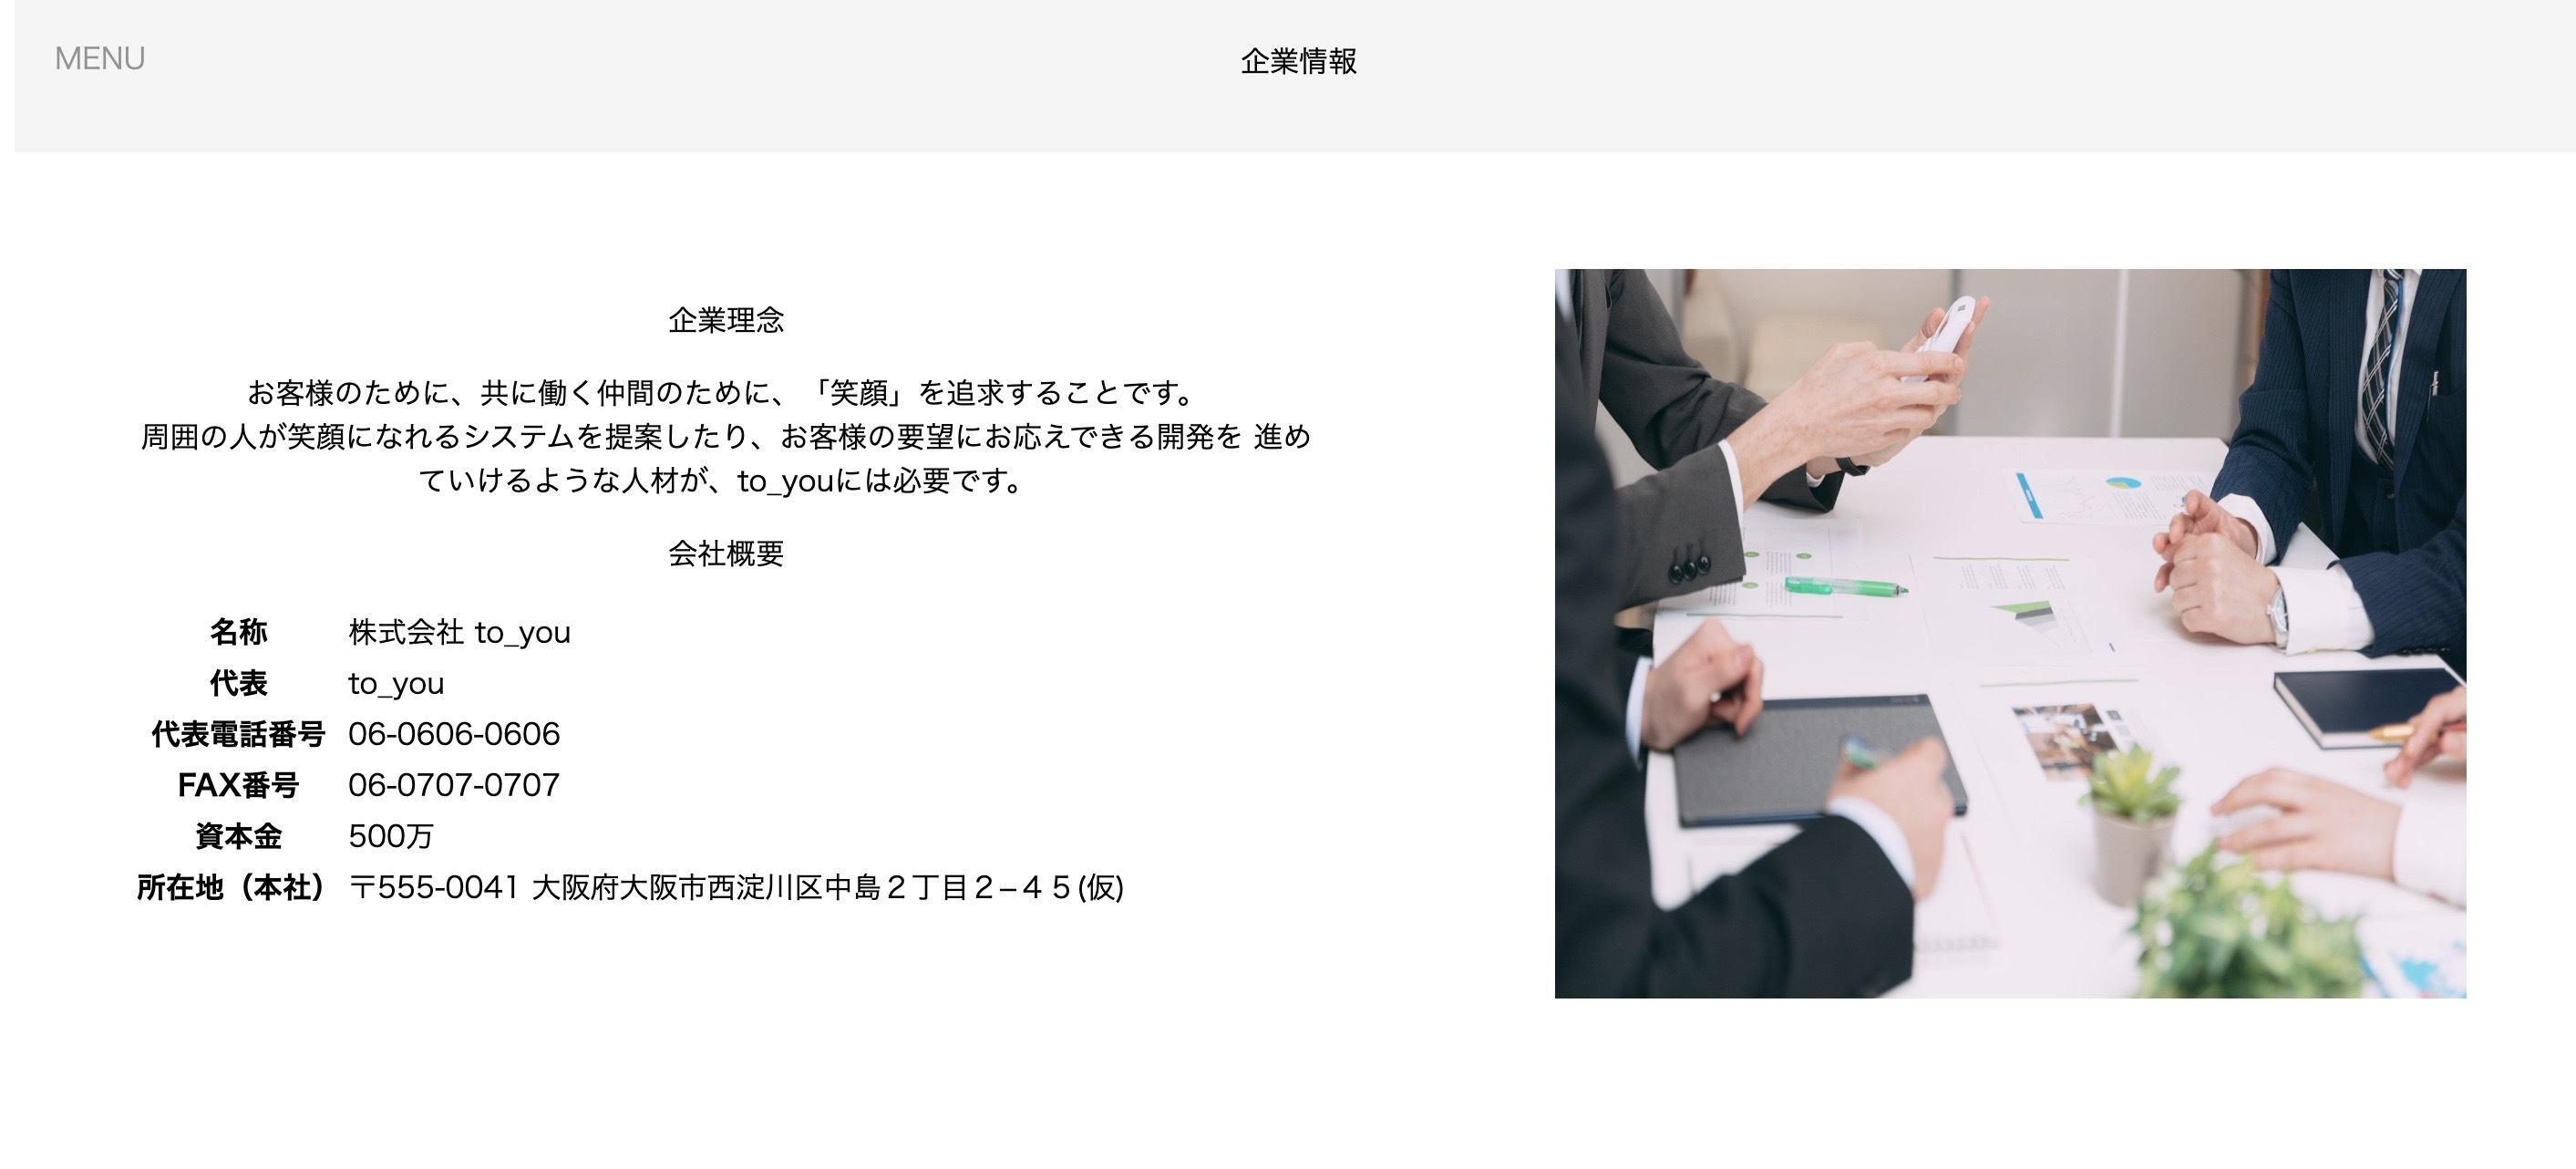 MENU
企業情報
企業理念
お客様のために、共に働く仲間のために、「笑顔」を追求することです。
周囲の人が笑顔になれるシステムを提案したり、お客様の要望にお応えできる開発を 進め
ていけるような人材が、to_youには必要です。
会社概要
名称 株式会社 to_you
代表 to_you
代表電話番号 06-0606-0606
FAX番号 06-0707-0707
資本金 500万
所在地（本社） 〒555-0041 大阪府大阪市西淀川区中島２丁目２−４５(仮)